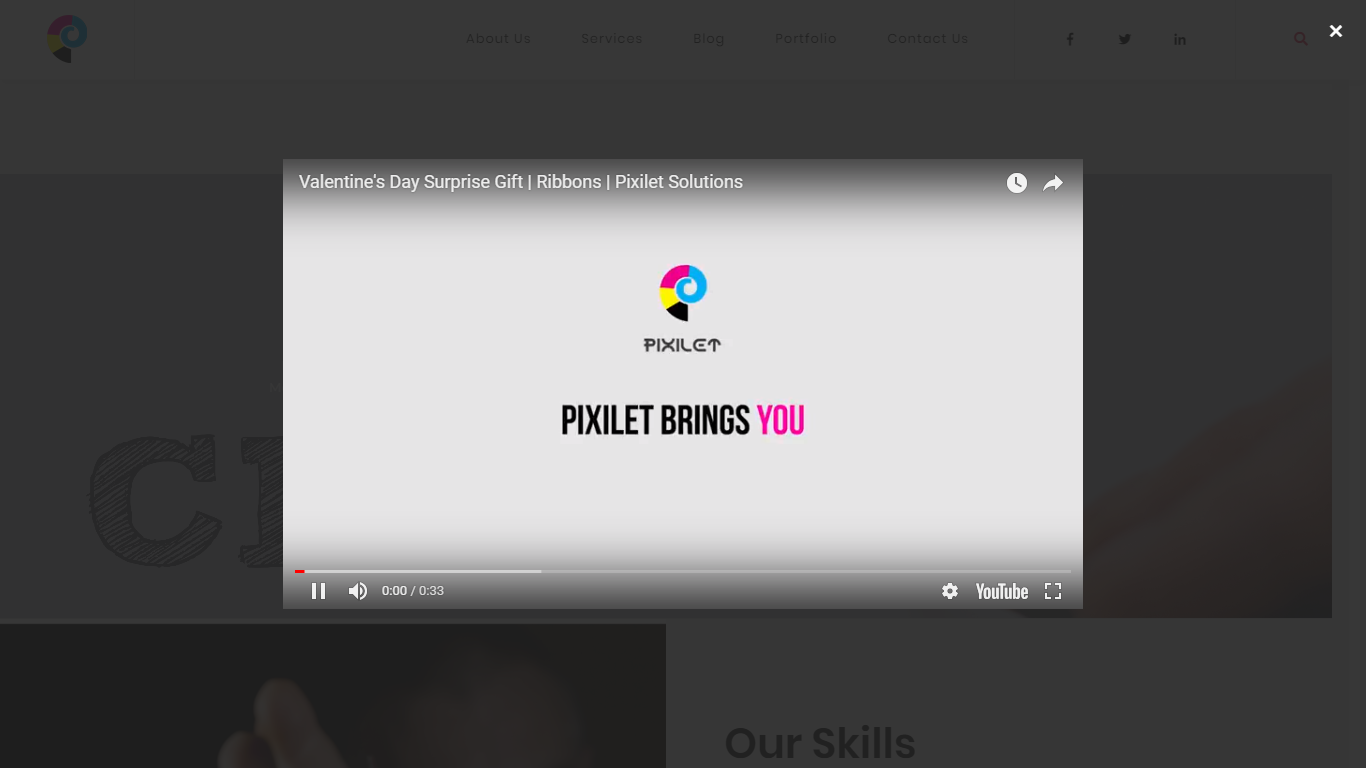 About Us Services Blog Portfolio Contact Us
Valentine's Day Surprise Gift | Ribbons | Pixilet Solutions
PIXILET
PIXILET BRINGS YOU
0:00 / 0:33
YouTube
Our Skills